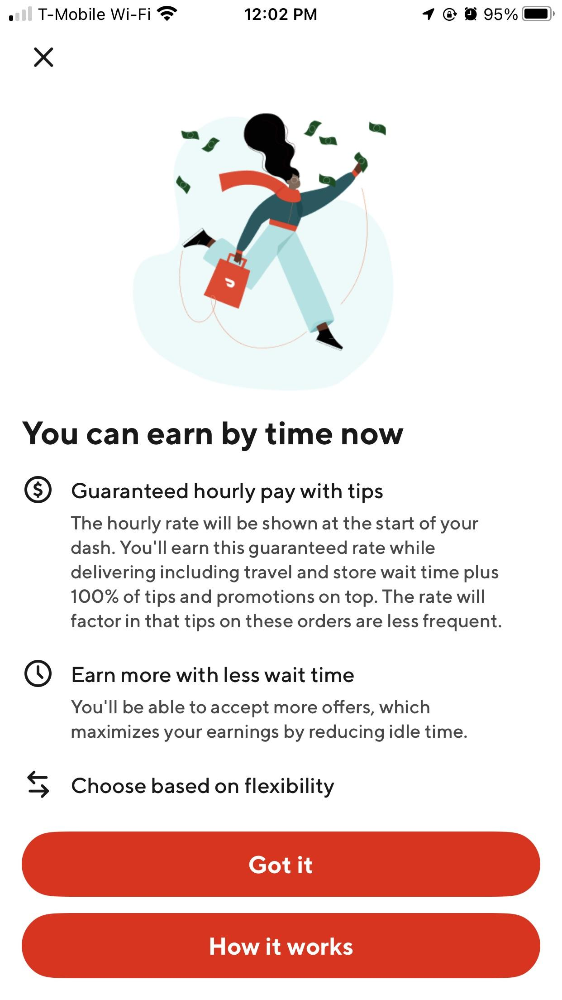 T-Mobile Wi-Fi 12:02 PM 95%
You can earn by time now
Guaranteed hourly pay with tips
The hourly rate will be shown at the start of your
dash. You'll earn this guaranteed rate while
delivering including travel and store wait time plus
100% of tips and promotions on top. The rate will
factor in that tips on these orders are less frequent.
Earn more with less wait time
You'll be able to accept more offers, which
maximizes your earnings by reducing idle time.
Choose based on flexibility
Got it
How it works